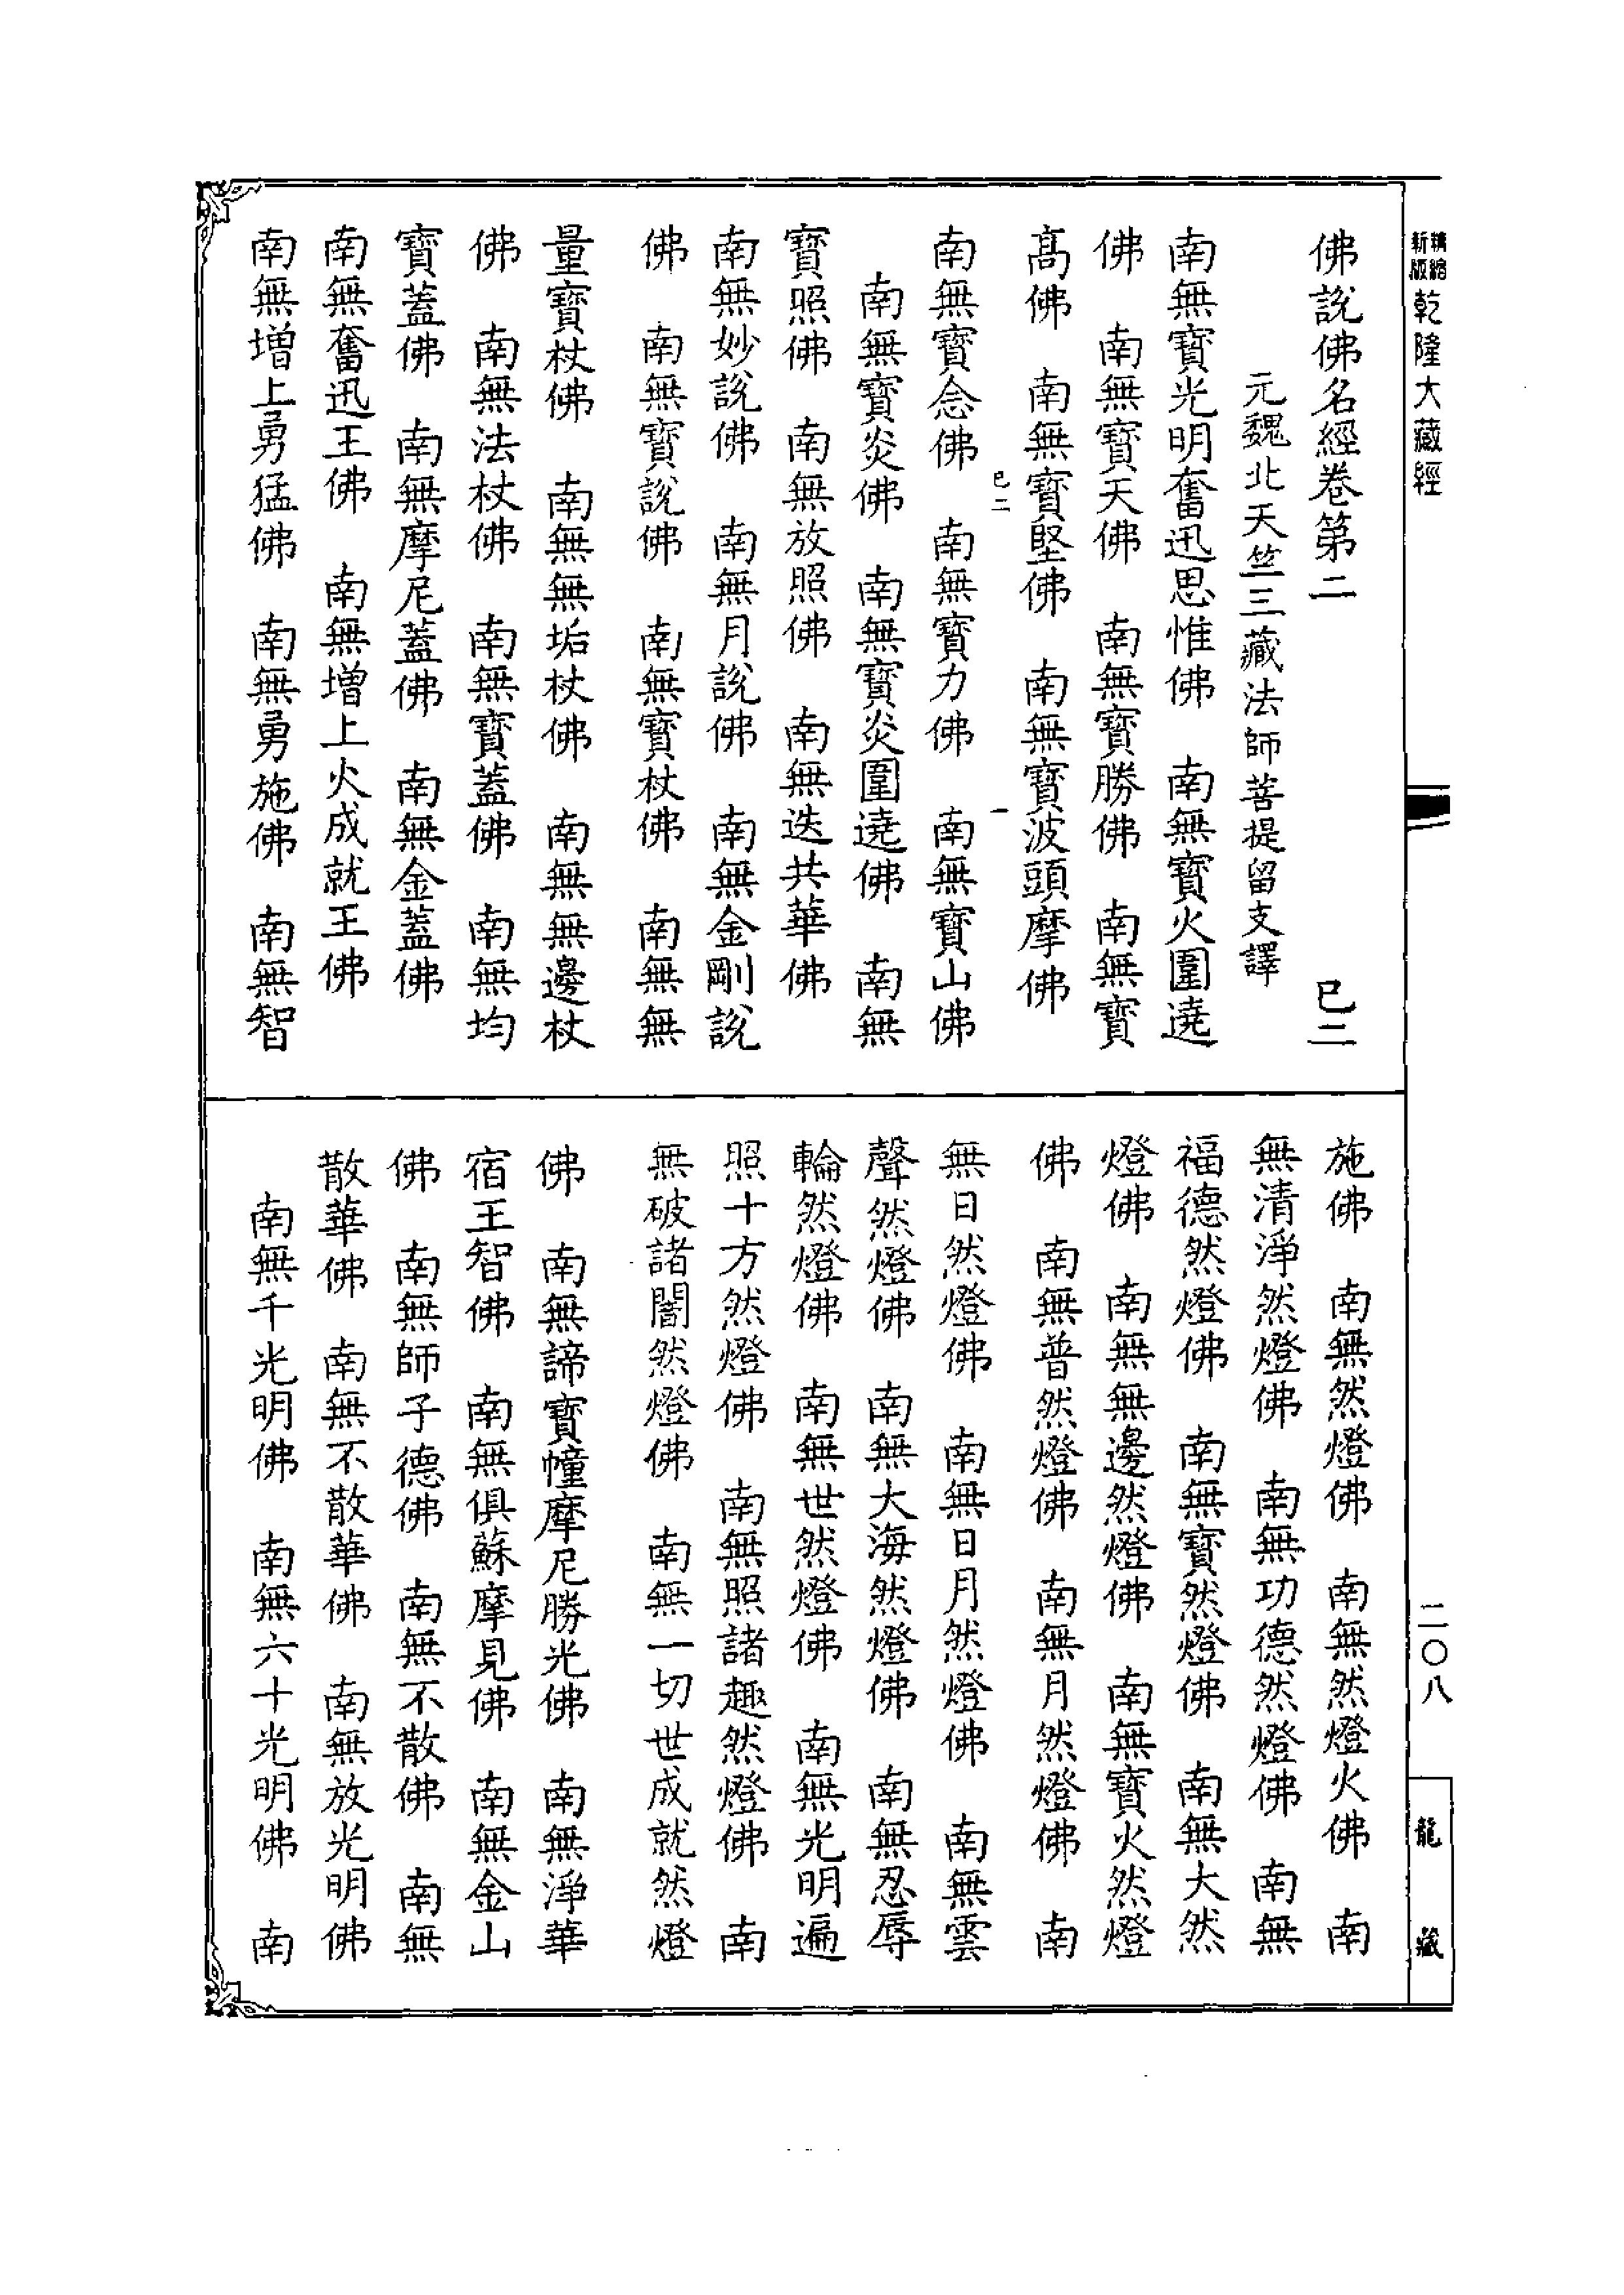 新版精縮乾隆大藏經
佛說佛名經卷第二　巳二
元魏北天竺三藏法師菩提留支譯
南無寶光明奮迅思惟佛　南無寶火圍遶
佛　南無寶天佛　南無寶勝佛　南無寶
高佛　南無寶堅佛　南無寶波頭摩佛
巳二　一
南無寶念佛　南無寶力佛　南無寶山佛
南無寶炎佛　南無寶炎圍遶佛　南無
寶照佛　南無放照佛　南無迭共華佛
南無妙說佛　南無月說佛　南無金剛說
佛　南無寶說佛　南無寶杖佛　南無無
量寶杖佛　南無無垢杖佛　南無無邊杖
佛　南無法杖佛　南無寶蓋佛　南無均
寶蓋佛　南無摩尼蓋佛　南無金蓋佛
南無奮迅王佛　南無增上火成就王佛
南無增上勇猛佛　南無勇施佛　南無智
施佛　南無然燈佛　南無然燈火佛　南
無清淨然燈佛　南無功德然燈佛　南無
福德然燈佛　南無寶然燈佛　南無大然
燈佛　南無無邊然燈佛　南無寶火然燈
佛　南無普然燈佛　南無月然燈佛　南
無日然燈佛　南無日月然燈佛　南無雲
聲然燈佛　南無大海然燈佛　南無忍辱
輪然燈佛　南無世然燈佛　南無光明遍
照十方然燈佛　南無照諸趣然燈佛　南
無破諸闇然燈佛　南無一切世成就然燈
佛　南無諦寶幢摩尼勝光佛　南無淨華
宿王智佛　南無俱蘇摩見佛　南無金山
佛　南無師子德佛　南無不散佛　南無
散華佛　南無不散華佛　南無放光明佛
南無千光明佛　南無六十光明佛　南
二〇八
龍藏